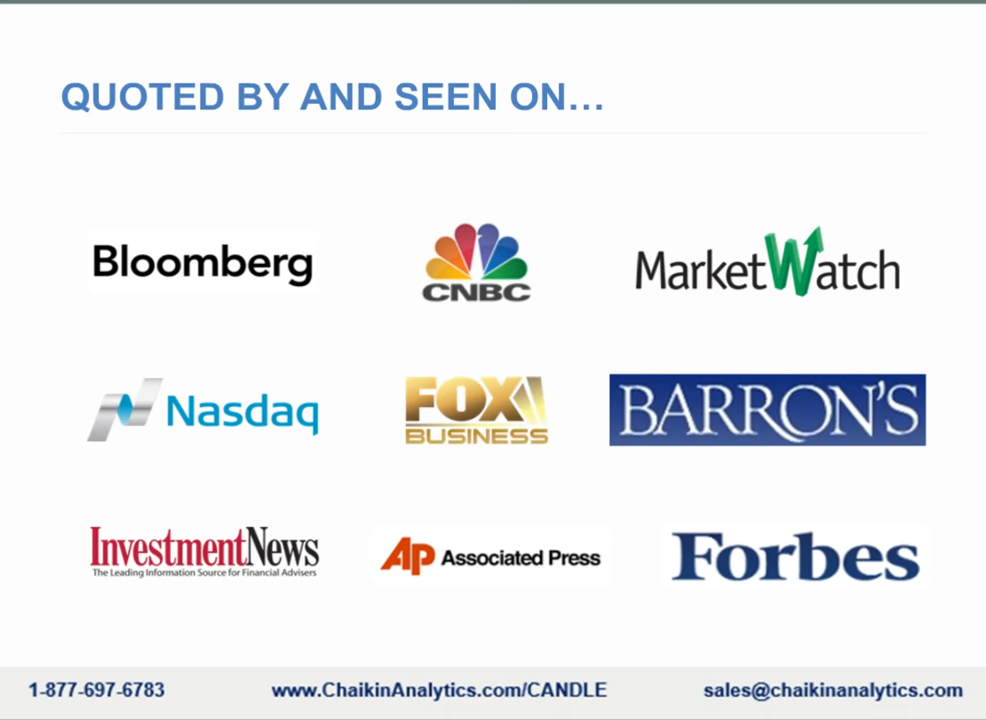 QUOTED BY AND SEEN ON...
Bloomberg
CNBC
MarketWatch
Nasdaq
FOX
BUSINESS
BARRON'S
InvestmentNews
The Leading Information Source for Financial Advisers
AP Associated Press
Forbes
1-877-697-6783
www.ChaikinAnalytics.com/CANDLE
sales@chaikinanalytics.com